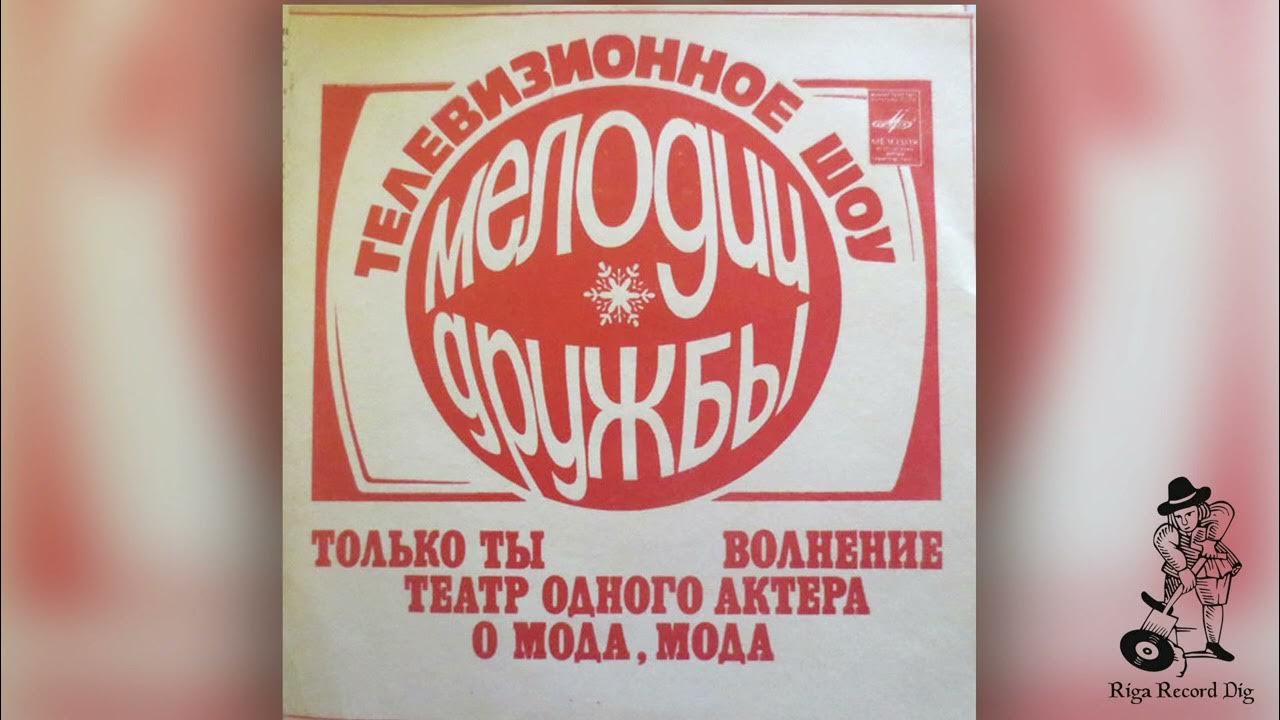 ТЕЛЕВИЗИОННОЕ ШОУ
мелодии
дружбы
ТОЛЬКО ТЫ ВОЛНЕНИЕ
ТЕАТР ОДНОГО АКТЕРА
О МОДА, МОДА
Riga Record Dig